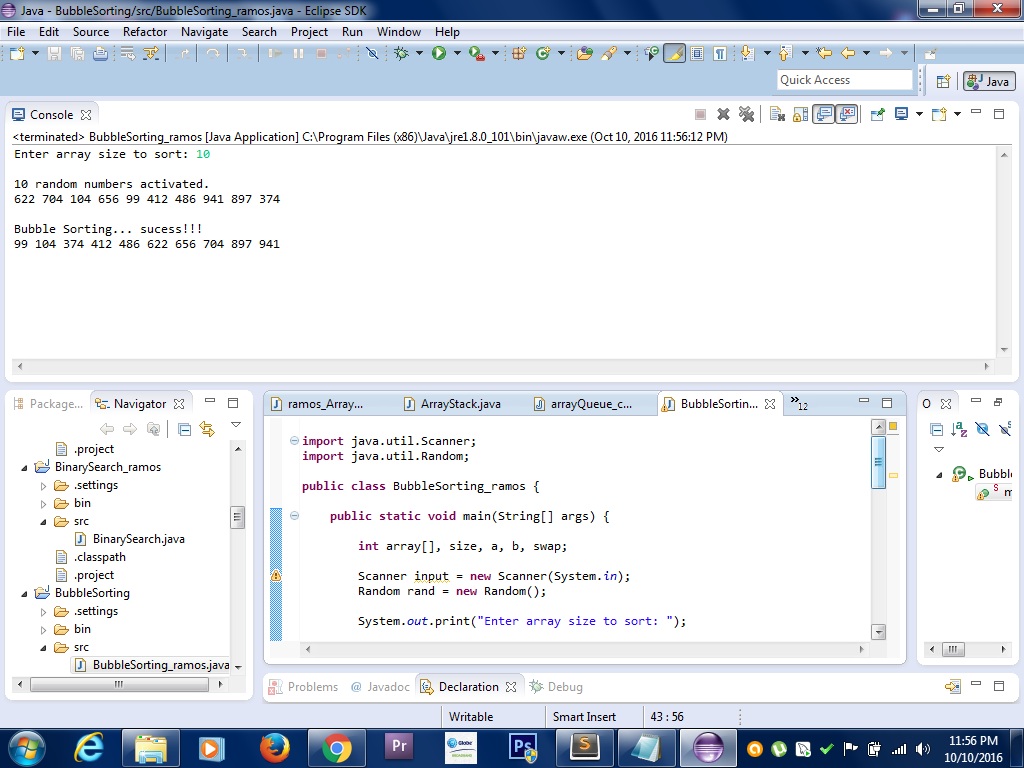 Java - BubbleSorting/src/BubbleSorting_ramos.java - Eclipse SDK
File Edit Source Refactor Navigate Search Project Run Window Help
Quick Access
Java
Console
<terminated> BubbleSorting_ramos [Java Application] C:\Program Files (x86)\Java\jre1.8.0_101\bin\javaw.exe (Oct 10, 2016 11:56:12 PM)
Enter array size to sort: 10
10 random numbers activated.
622 704 104 656 99 412 486 941 897 374
Bubble Sorting... sucess!!!
99 104 374 412 486 622 656 704 897 941
Package... Navigator
.project
BinarySearch_ramos
.settings
bin
src
BinarySearch.java
.classpath
.project
BubbleSorting
.settings
bin
src
BubbleSorting_ramos.java
ramos_Array... ArrayStack.java arrayQueue_c... BubbleSortin... »12
import java.util.Scanner;
import java.util.Random;
public class BubbleSorting_ramos {
public static void main(String[] args) {
int array[], size, a, b, swap;
Scanner input = new Scanner(System.in);
Random rand = new Random();
System.out.print("Enter array size to sort: ");
O
Bubbl
S m
Problems @ Javadoc Declaration Debug
Writable Smart Insert 43 : 56
Pr
Globe
Ps
S
11:56 PM
10/10/2016